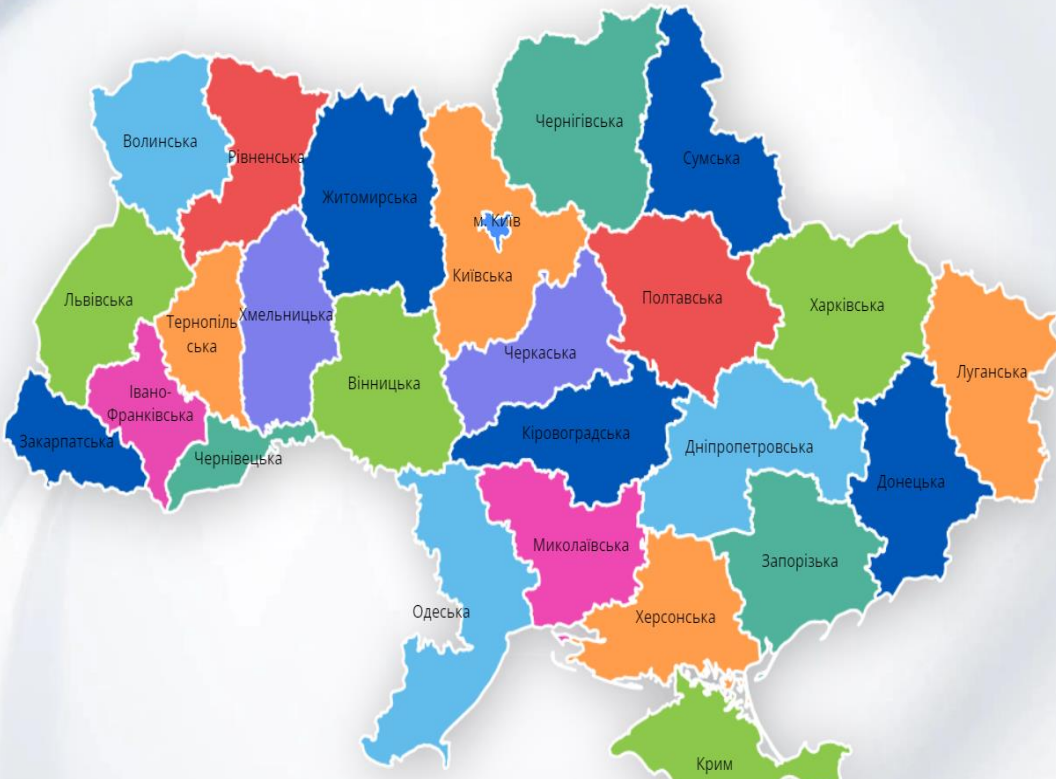 Чернігівська
Волинська
Рівненська
Сумська
Житомирська
м. Київ
Київська
Львівська
Полтавська
Харківська
Хмельницька
Тернопіль
ська
Черкаська
Луганська
Вінницька
Івано-
Франківська
Закарпатська
Кіровоградська
Дніпропетровська
Чернівецька
Донецька
Миколаївська
Запорізька
Одеська
Херсонська
Крим